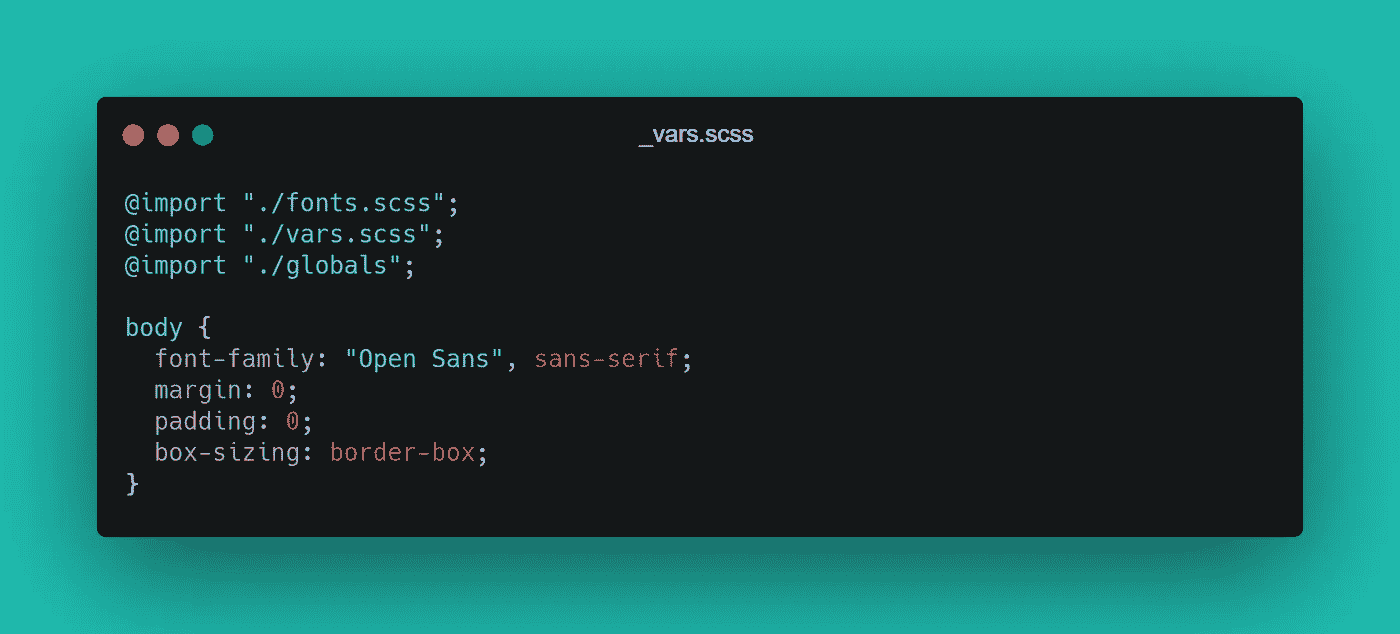 _vars.scss
@import "./fonts.scss";
@import "./vars.scss";
@import "./globals";
body {
  font-family: "Open Sans", sans-serif;
  margin: 0;
  padding: 0;
  box-sizing: border-box;
}